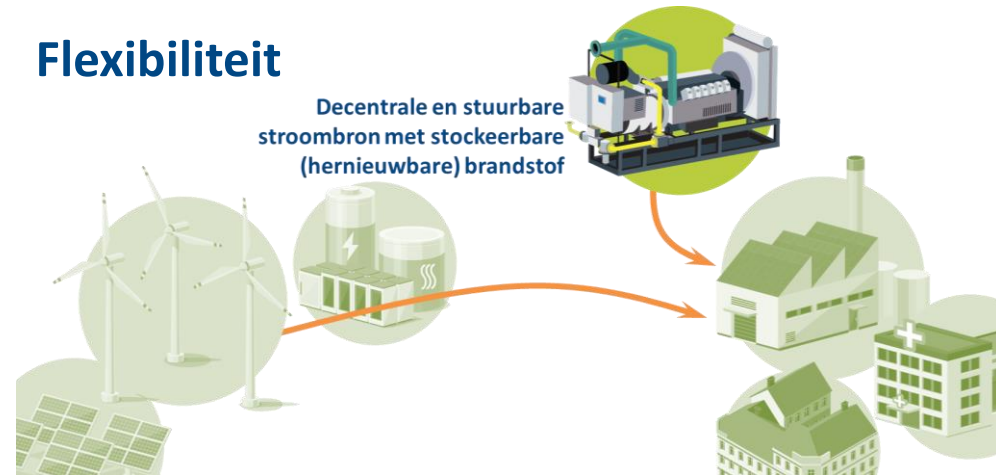 Flexibiliteit
Decentrale en stuurbare
stroombron met stockeerbare
(hernieuwbare) brandstof